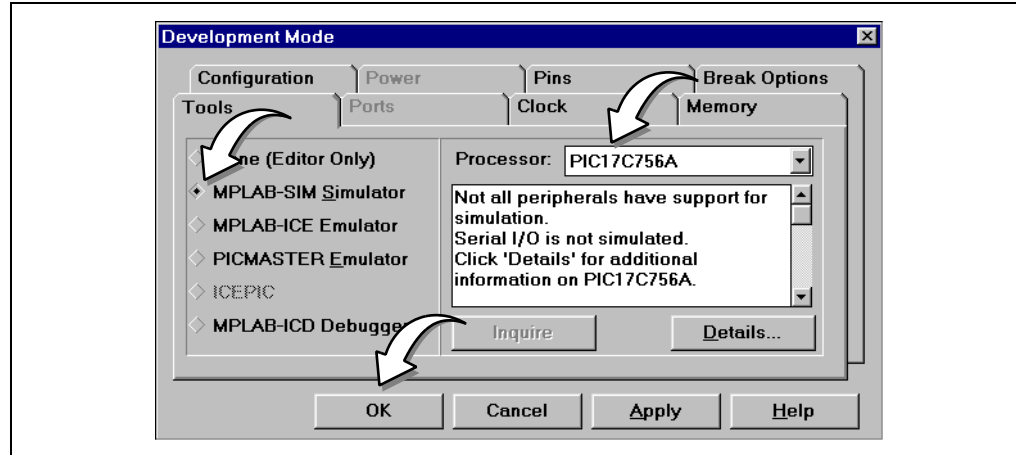 Development Mode
Configuration Power Pins Break Options
Tools Ports Clock Memory
ne (Editor Only)
MPLAB-SIM Simulator
MPLAB-ICE Emulator
PICMASTER Emulator
ICEPIC
MPLAB-ICD Debugge
Processor: PIC17C756A
Not all peripherals have support for
simulation.
Serial I/O is not simulated.
Click 'Details' for additional
information on PIC17C756A.
Inquire Details...
OK Cancel Apply Help